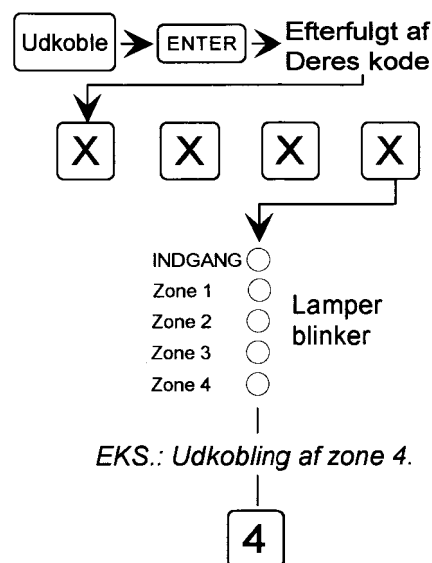 Udkoble ENTER Efterfulgt af
Deres kode
X X X X
INDGANG
Zone 1
Zone 2
Zone 3
Zone 4
Lamper
blinker
EKS.: Udkobling af zone 4.
4